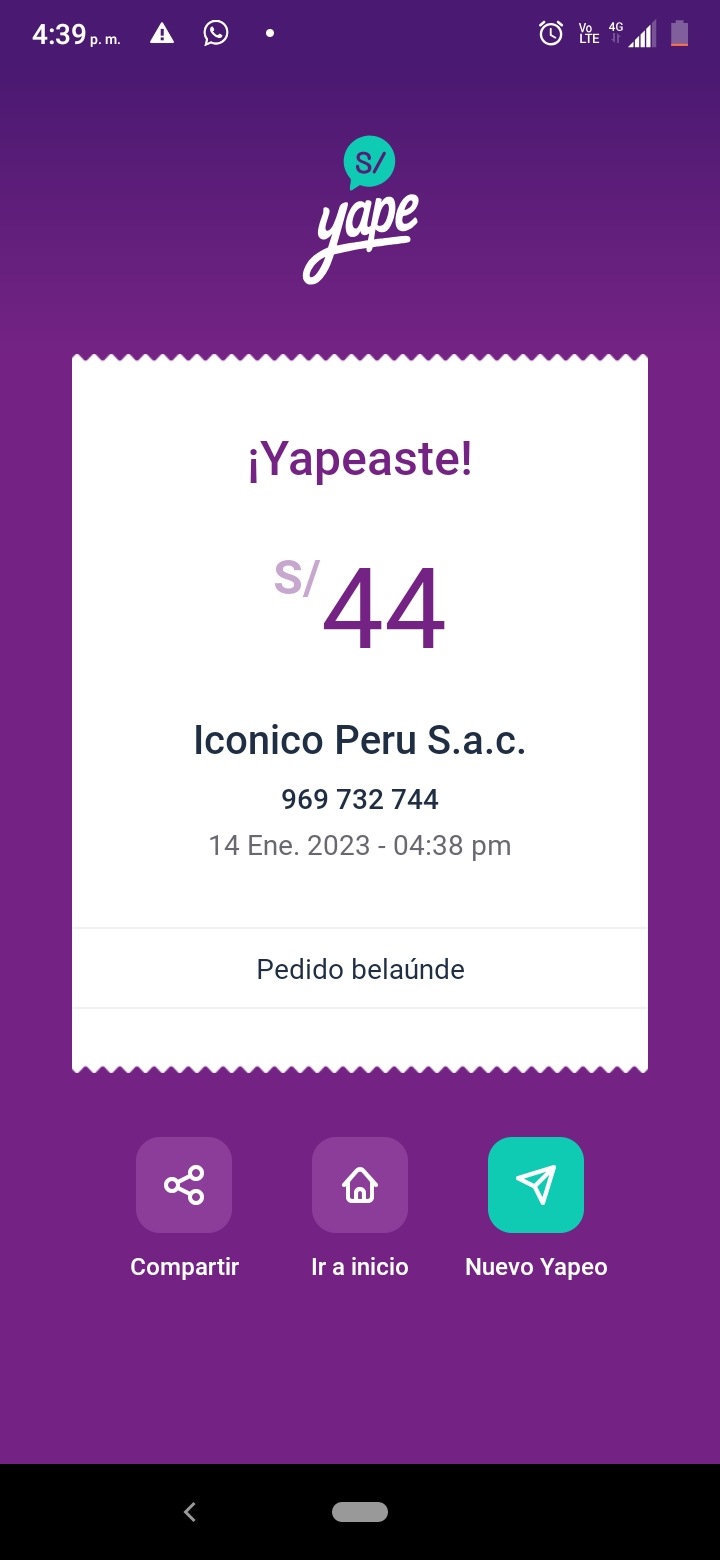 4:39 p. m.
Vo LTE 4G
S/
yape
¡Yapeaste!
S/ 44
Iconico Peru S.a.c.
969 732 744
14 Ene. 2023 - 04:38 pm
Pedido belaúnde
Compartir Ir a inicio Nuevo Yapeo